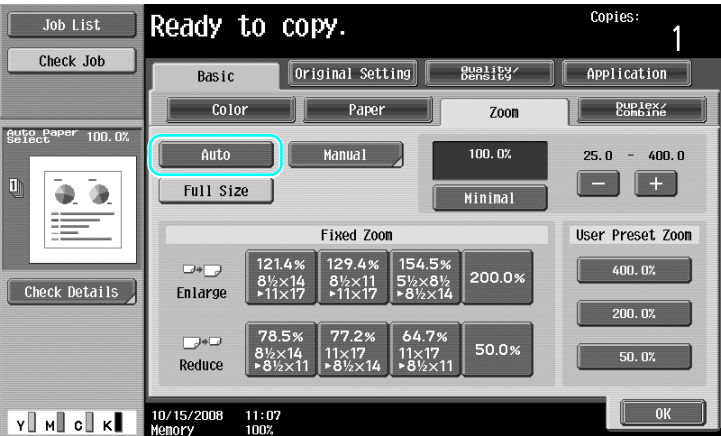 Job List
Check Job
Ready to copy.
Copies:
1
Basic
Original Setting
Quality/
Density
Application
Color
Paper
Zoom
Duplex/
Combine
Auto Paper
Select
100.0%
1
Check Details
Auto
Manual
100.0%
25.0 - 400.0
Full Size
Minimal
− +
Fixed Zoom
User Preset Zoom
Enlarge
121.4%
8½×14
▸11×17
129.4%
8½×11
▸11×17
154.5%
5½×8½
▸8½×14
200.0%
400.0%
200.0%
Reduce
78.5%
8½×14
▸8½×11
77.2%
11×17
▸8½×14
64.7%
11×17
▸8½×11
50.0%
50.0%
Y M C K
10/15/2008 11:07
Memory 100%
OK